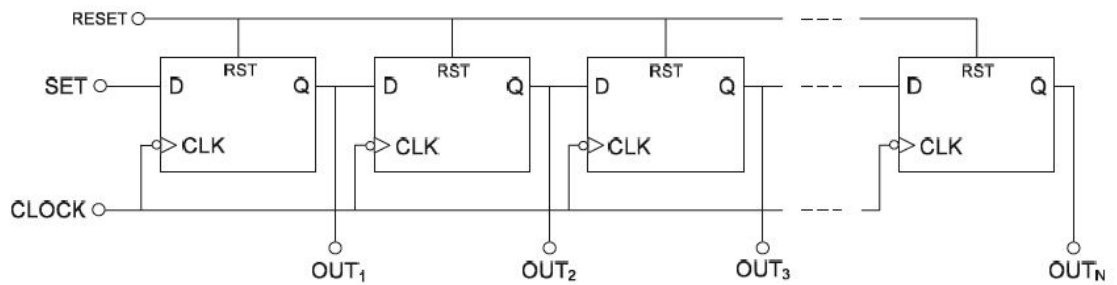 RESET
RST RST RST RST
SET D Q D Q D Q D Q
CLK CLK CLK CLK
CLOCK
OUT1 OUT2 OUT3 OUTN